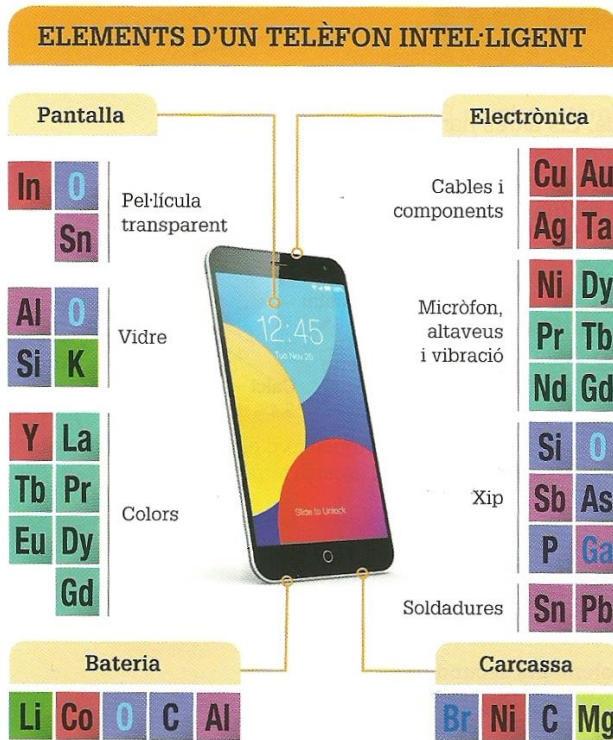 ELEMENTS D'UN TELÈFON INTEL·LIGENT
Pantalla
In O
Sn
Pel·lícula
transparent
Al O
Si K
Vidre
Y La
Tb Pr
Eu Dy
Gd
Colors
Electrònica
Cables i
components
Cu Au
Ag Ta
Micròfon,
altaveus
i vibració
Ni Dy
Pr Tb
Nd Gd
Xip
Si O
Sb As
P Ga
Soldadures
Sn Pb
12:45
Tue Nov 25
Slide to Unlock
Bateria
Li Co O C Al
Carcassa
Br Ni C Mg